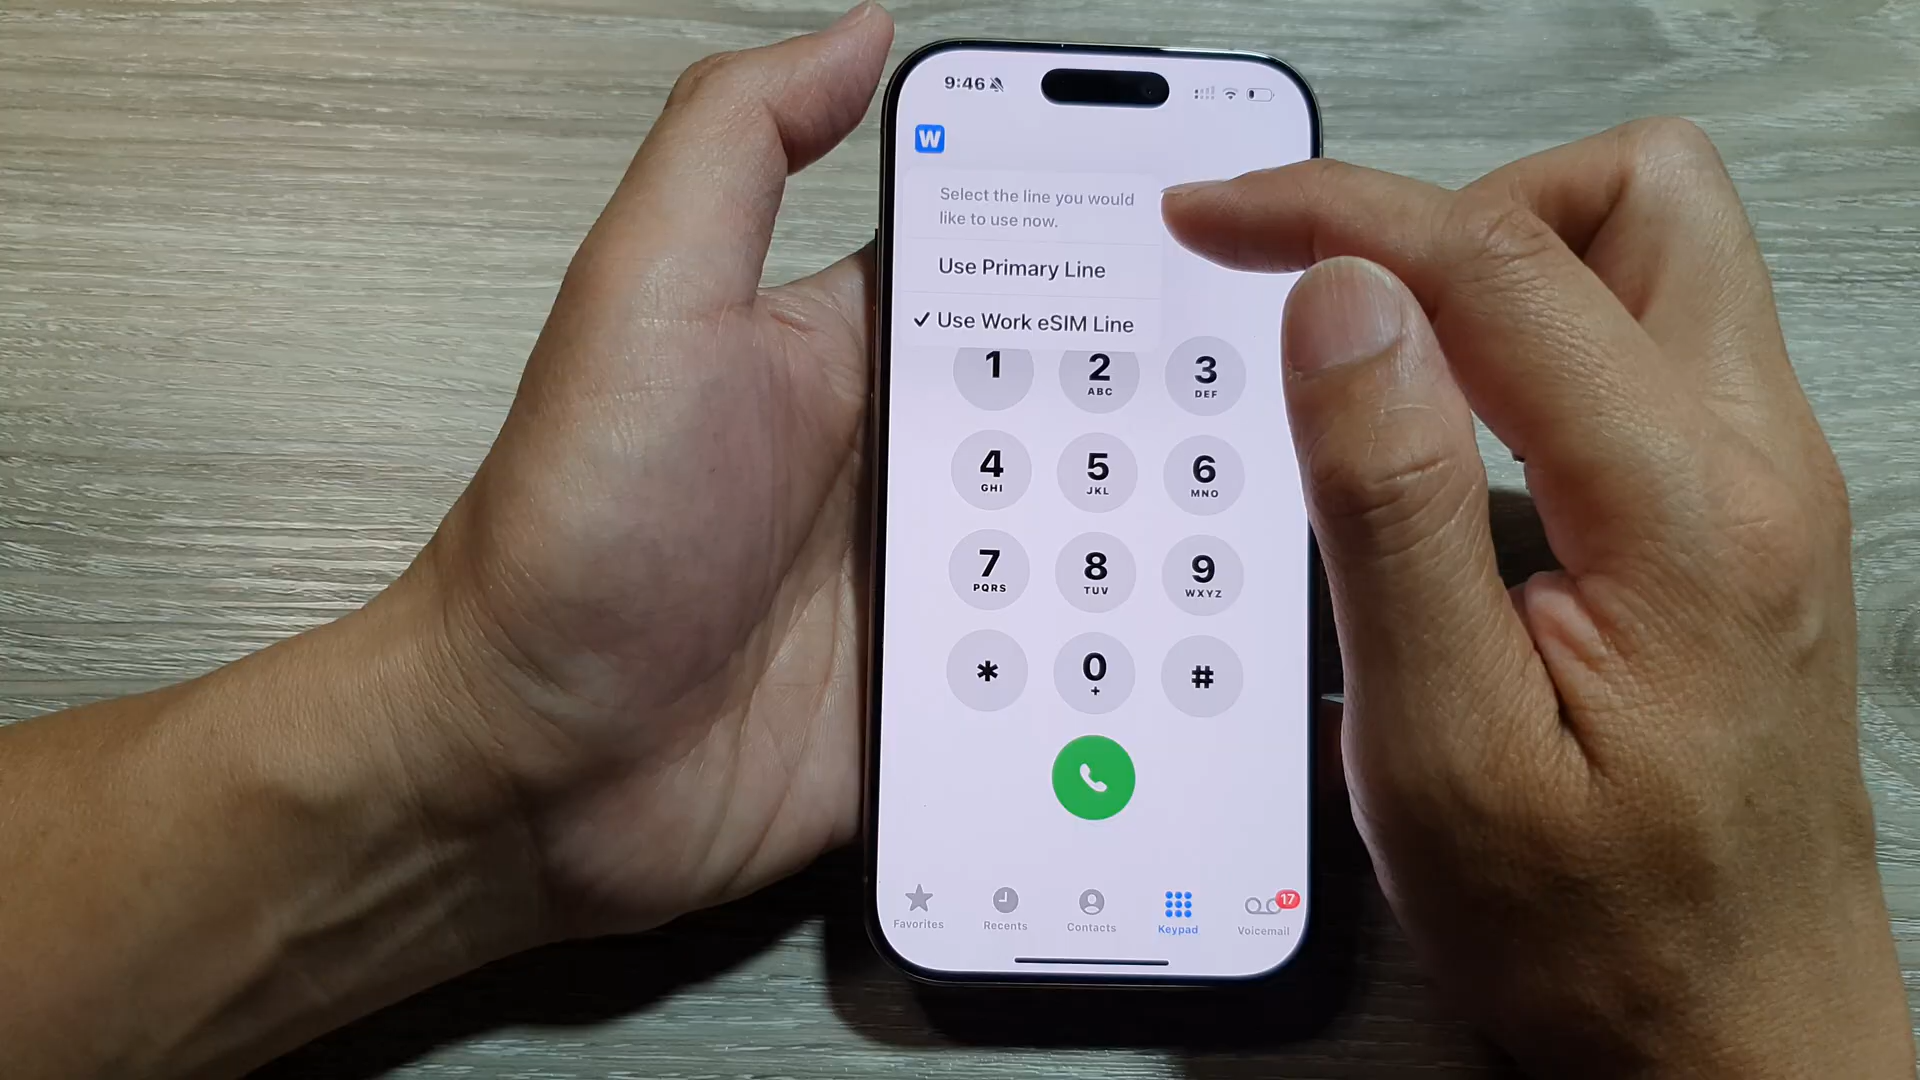 9:46
W
Select the line you would
like to use now.
Use Primary Line
✓ Use Work eSIM Line
1
2
ABC
3
DEF
4
GHI
5
JKL
6
MNO
7
PQRS
8
TUV
9
WXYZ
*
0
+
#
17
Favorites
Recents
Contacts
Keypad
Voicemail